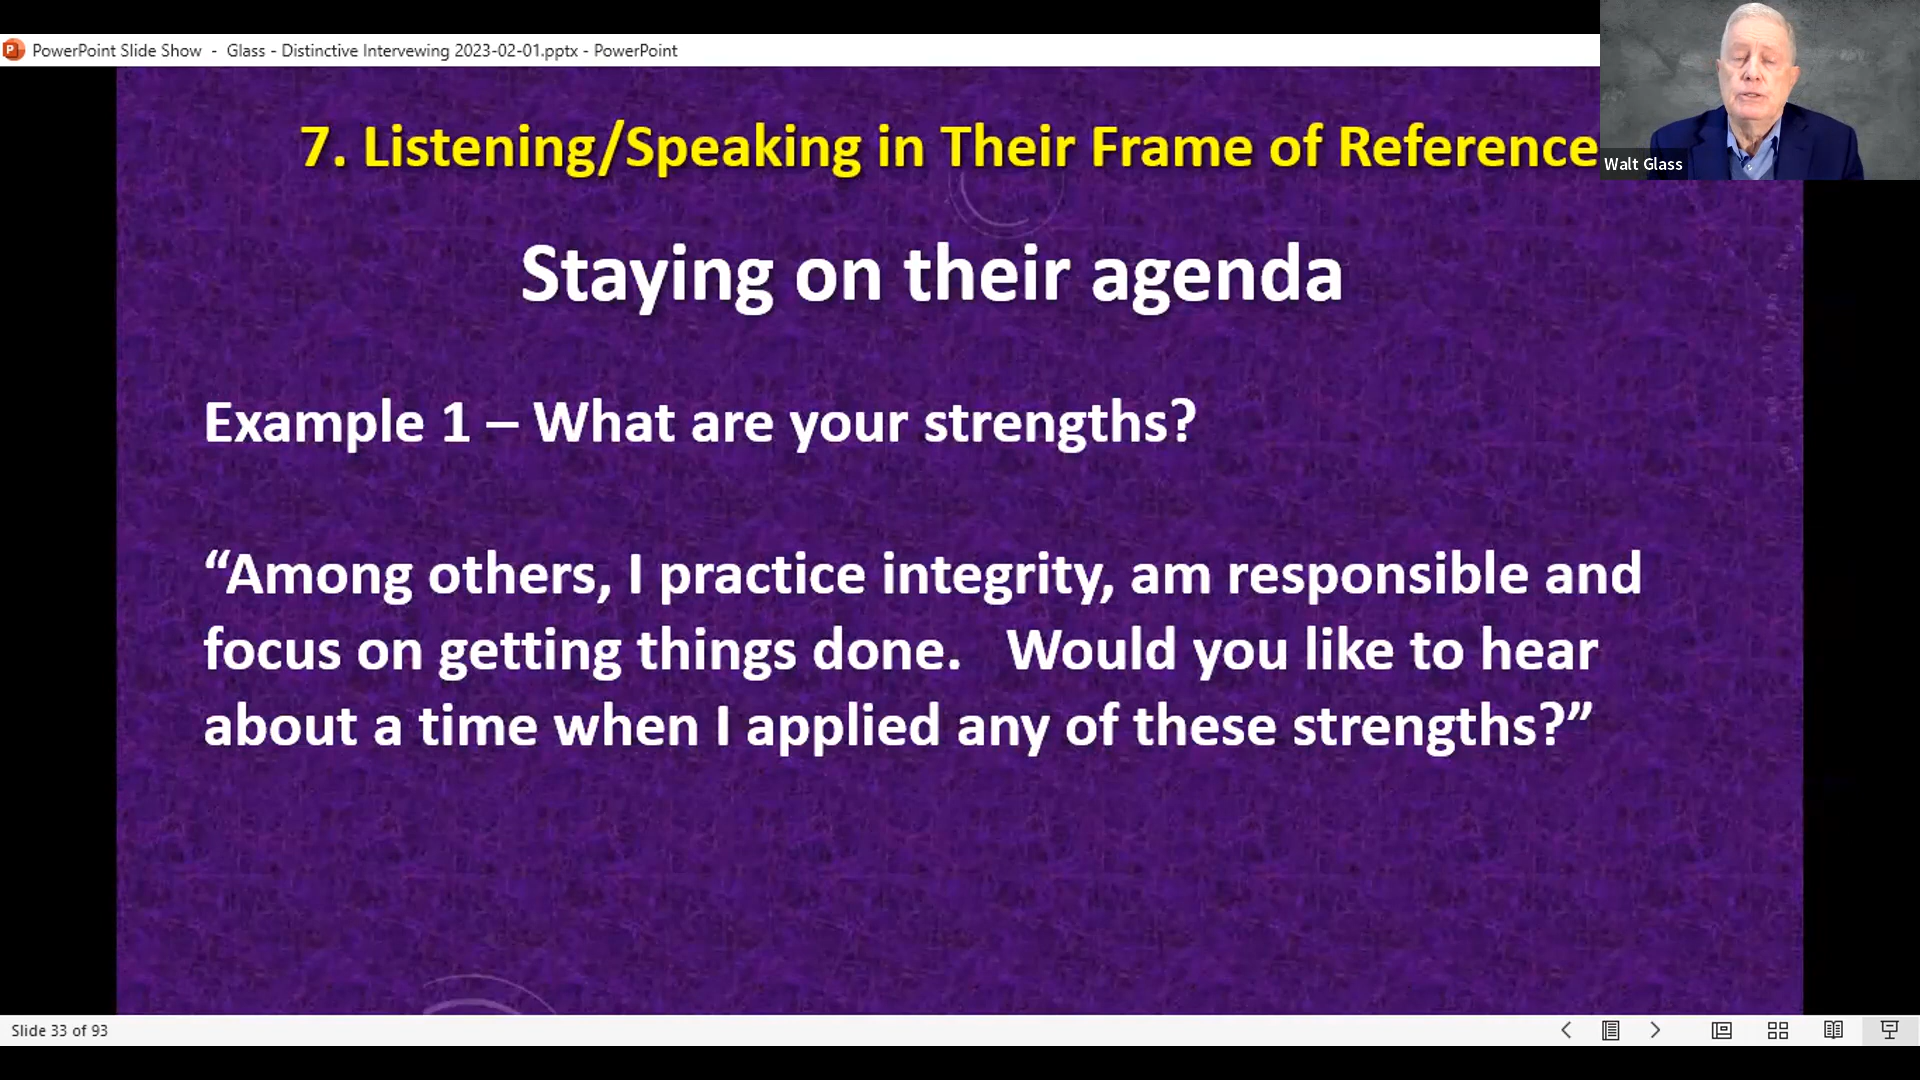 PowerPoint Slide Show - Glass - Distinctive Intervewing 2023-02-01.pptx - PowerPoint
7. Listening/Speaking in Their Frame of Reference
Walt Glass
Staying on their agenda
Example 1 – What are your strengths?
“Among others, I practice integrity, am responsible and
focus on getting things done. Would you like to hear
about a time when I applied any of these strengths?”
Slide 33 of 93